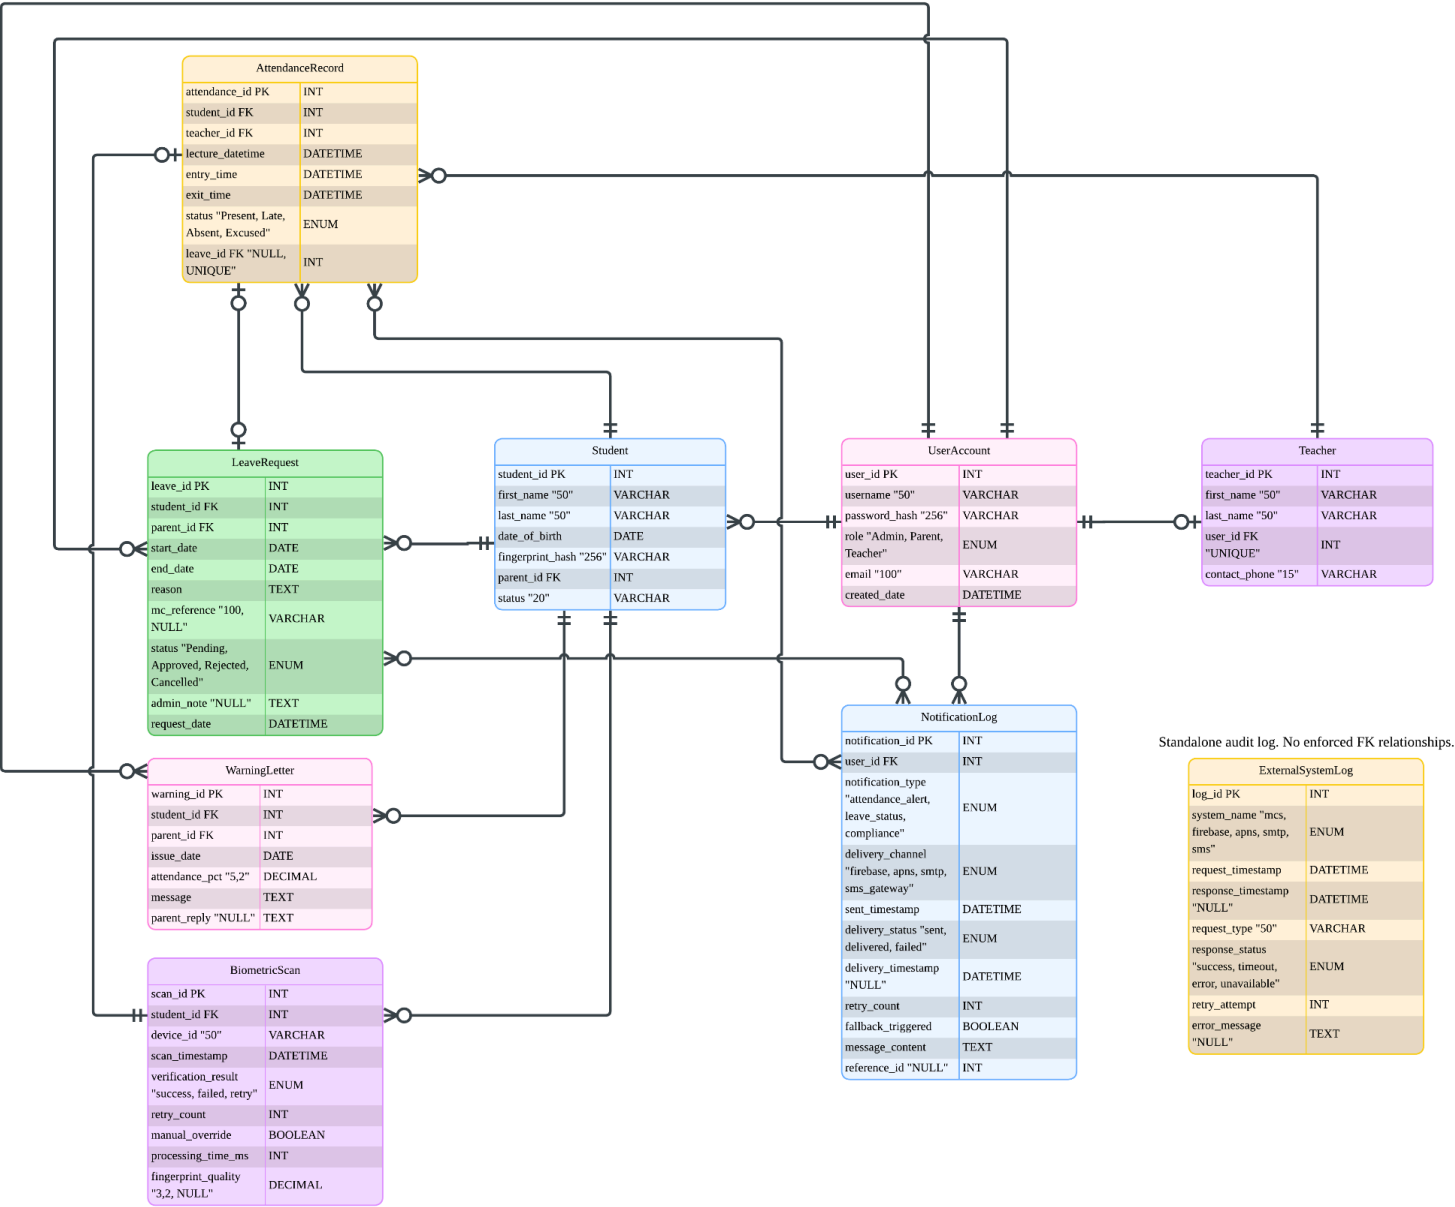 AttendanceRecord
attendance_id PK INT
student_id FK INT
teacher_id FK INT
lecture_datetime DATETIME
entry_time DATETIME
exit_time DATETIME
status "Present, Late,
Absent, Excused" ENUM
leave_id FK "NULL,
UNIQUE" INT
LeaveRequest
leave_id PK INT
student_id FK INT
parent_id FK INT
start_date DATE
end_date DATE
reason TEXT
mc_reference "100,
NULL" VARCHAR
status "Pending,
Approved, Rejected,
Cancelled" ENUM
admin_note "NULL" TEXT
request_date DATETIME
Student
student_id PK INT
first_name "50" VARCHAR
last_name "50" VARCHAR
date_of_birth DATE
fingerprint_hash "256" VARCHAR
parent_id FK INT
status "20" VARCHAR
UserAccount
user_id PK INT
username "50" VARCHAR
password_hash "256" VARCHAR
role "Admin, Parent,
Teacher" ENUM
email "100" VARCHAR
created_date DATETIME
Teacher
teacher_id PK INT
first_name "50" VARCHAR
last_name "50" VARCHAR
user_id FK
"UNIQUE" INT
contact_phone "15" VARCHAR
WarningLetter
warning_id PK INT
student_id FK INT
parent_id FK INT
issue_date DATE
attendance_pct "5,2" DECIMAL
message TEXT
parent_reply "NULL" TEXT
BiometricScan
scan_id PK INT
student_id FK INT
device_id "50" VARCHAR
scan_timestamp DATETIME
verification_result
"success, failed, retry" ENUM
retry_count INT
manual_override BOOLEAN
processing_time_ms INT
fingerprint_quality
"3,2, NULL" DECIMAL
NotificationLog
notification_id PK INT
user_id FK INT
notification_type
"attendance_alert,
leave_status,
compliance" ENUM
delivery_channel
"firebase, apns, smtp,
sms_gateway" ENUM
sent_timestamp DATETIME
delivery_status "sent,
delivered, failed" ENUM
delivery_timestamp
"NULL" DATETIME
retry_count INT
fallback_triggered BOOLEAN
message_content TEXT
reference_id "NULL" INT
Standalone audit log. No enforced FK relationships.
ExternalSystemLog
log_id PK INT
system_name "mcs,
firebase, apns, smtp,
sms" ENUM
request_timestamp DATETIME
response_timestamp
"NULL" DATETIME
request_type "50" VARCHAR
response_status
"success, timeout,
error, unavailable" ENUM
retry_attempt INT
error_message
"NULL" TEXT